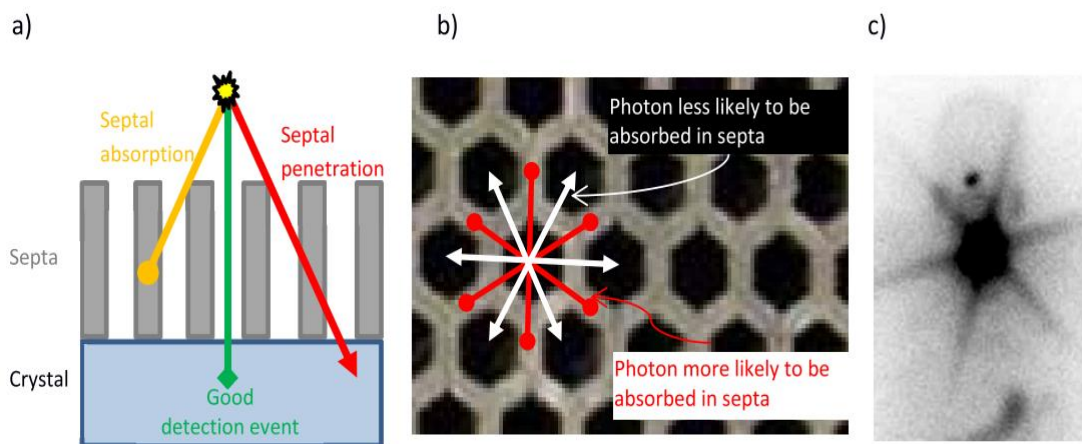 a)
Septal
absorption
Septal
penetration
Septa
Crystal
Good
detection event
b)
Photon less likely to be
absorbed in septa
Photon more likely to be
absorbed in septa
c)